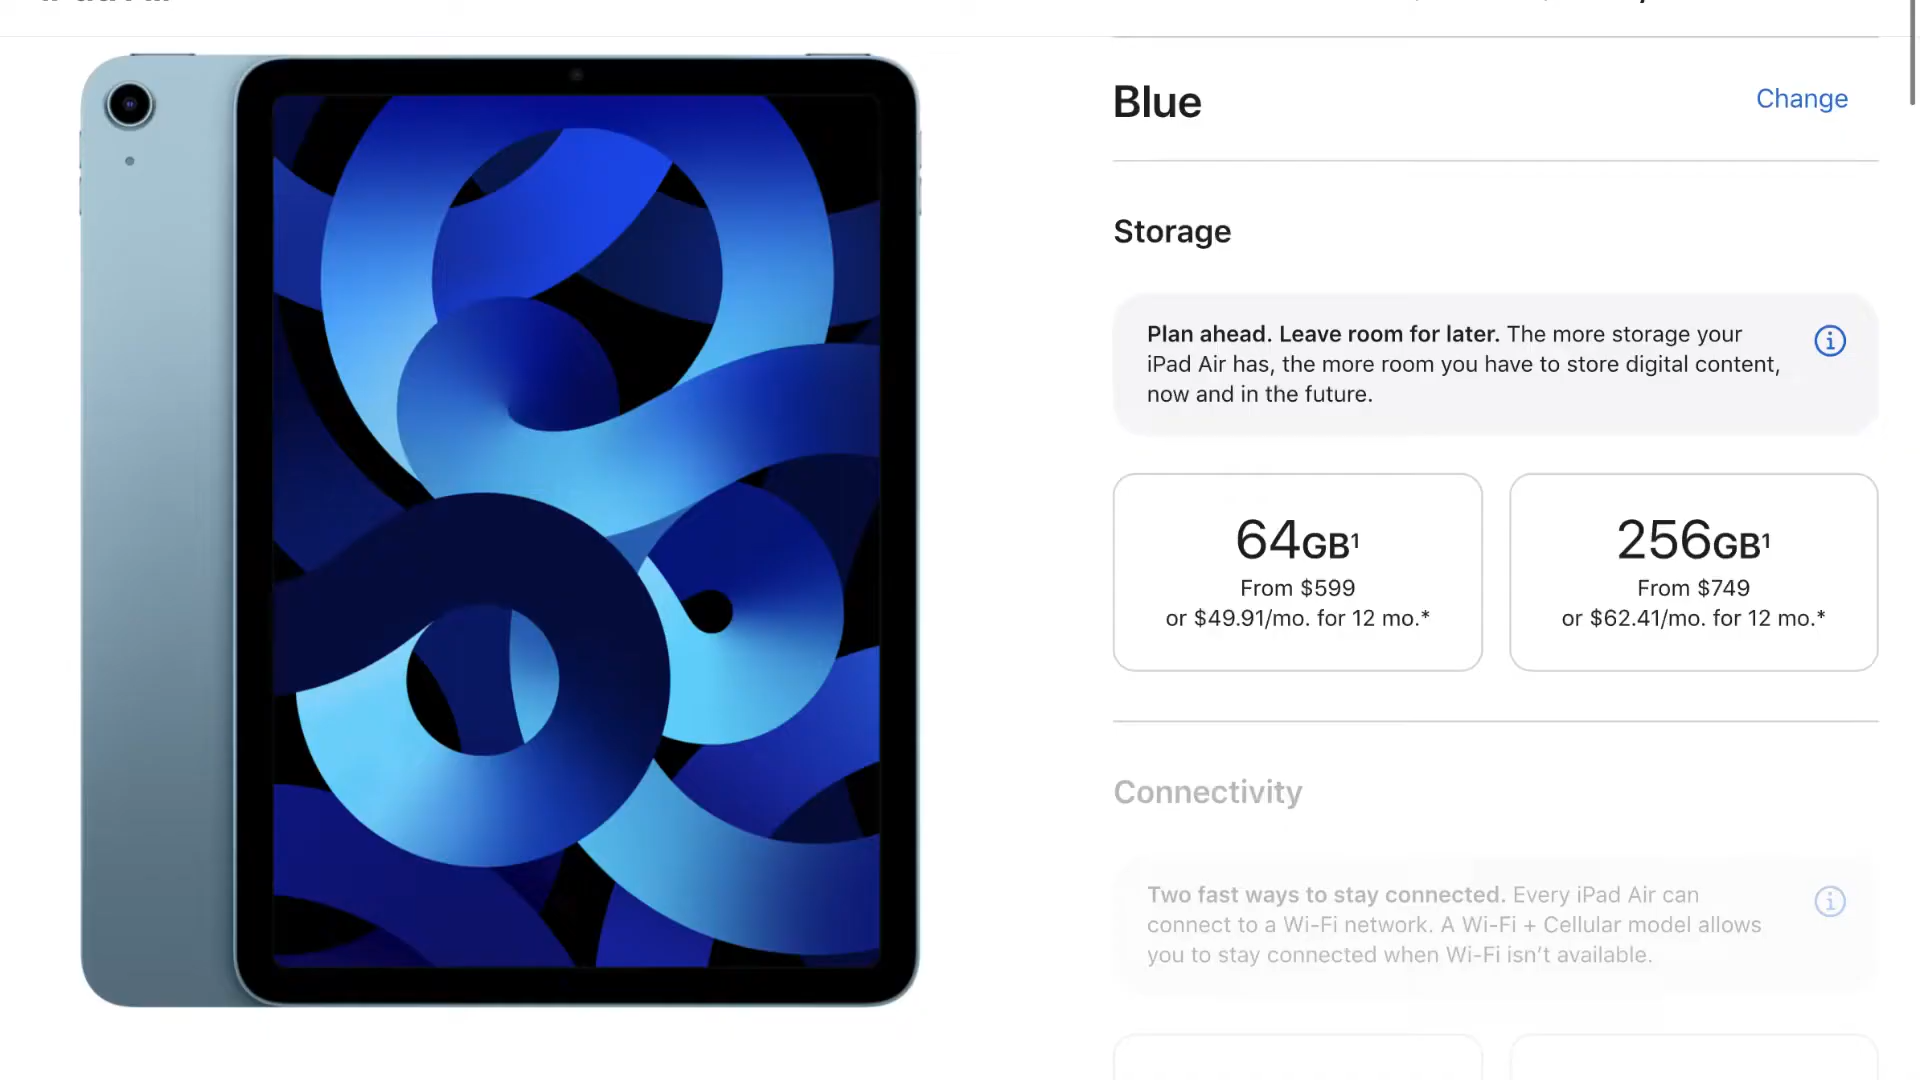 Blue
Change
Storage
Plan ahead. Leave room for later. The more storage your
iPad Air has, the more room you have to store digital content,
now and in the future.
64GB¹
From $599
or $49.91/mo. for 12 mo.*
256GB¹
From $749
or $62.41/mo. for 12 mo.*
Connectivity
Two fast ways to stay connected. Every iPad Air can
connect to a Wi-Fi network. A Wi-Fi + Cellular model allows
you to stay connected when Wi-Fi isn’t available.